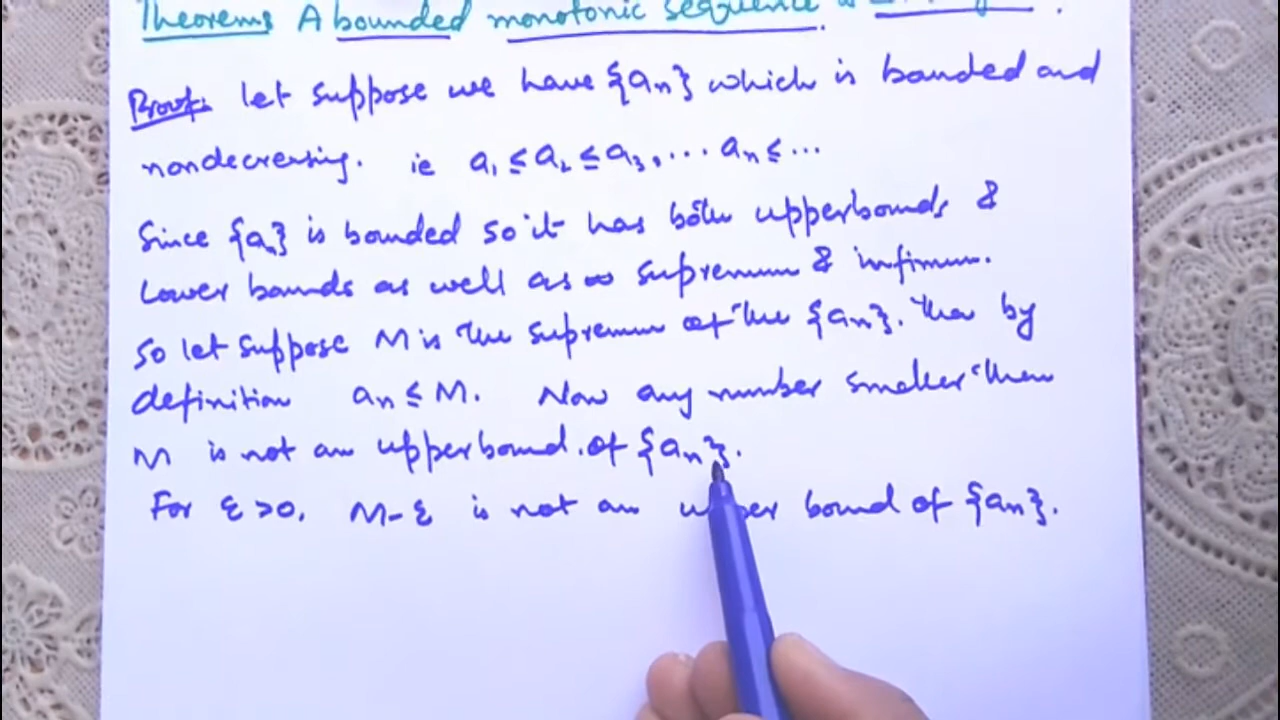 Theorems A bounded monotonic sequence is
Proof: let suppose we have {aₙ} which is bounded and
nondecreasing. ie a₁ ≤ a₂ ≤ a₃, ... aₙ ≤ ...
Since {aₙ} is bounded so it has both upperbounds &
Lower bounds as well as supremum & infimum.
So let suppose M is the supremum of the {aₙ}. then by
definition aₙ ≤ M. Now any number smaller than
M is not an upperbound. of {aₙ}.
For ε > 0, M - ε is not an upper bound of {aₙ}.